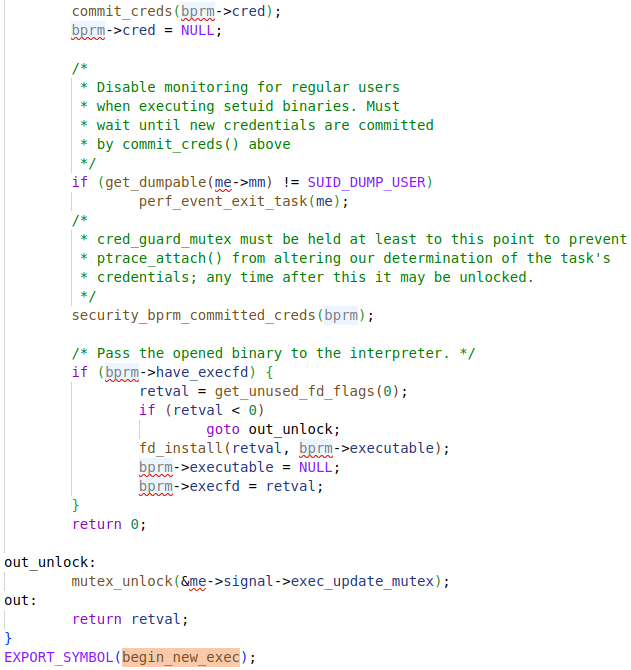 commit_creds(bprm->cred);
bprm->cred = NULL;
/*
* Disable monitoring for regular users
* when executing setuid binaries. Must
* wait until new credentials are committed
* by commit_creds() above
*/
if (get_dumpable(me->mm) != SUID_DUMP_USER)
perf_event_exit_task(me);
/*
* cred_guard_mutex must be held at least to this point to prevent
* ptrace_attach() from altering our determination of the task's
* credentials; any time after this it may be unlocked.
*/
security_bprm_committed_creds(bprm);
/* Pass the opened binary to the interpreter. */
if (bprm->have_execfd) {
retval = get_unused_fd_flags(0);
if (retval < 0)
goto out_unlock;
fd_install(retval, bprm->executable);
bprm->executable = NULL;
bprm->execfd = retval;
}
return 0;
out_unlock:
mutex_unlock(&me->signal->exec_update_mutex);
out:
return retval;
}
EXPORT_SYMBOL(begin_new_exec);